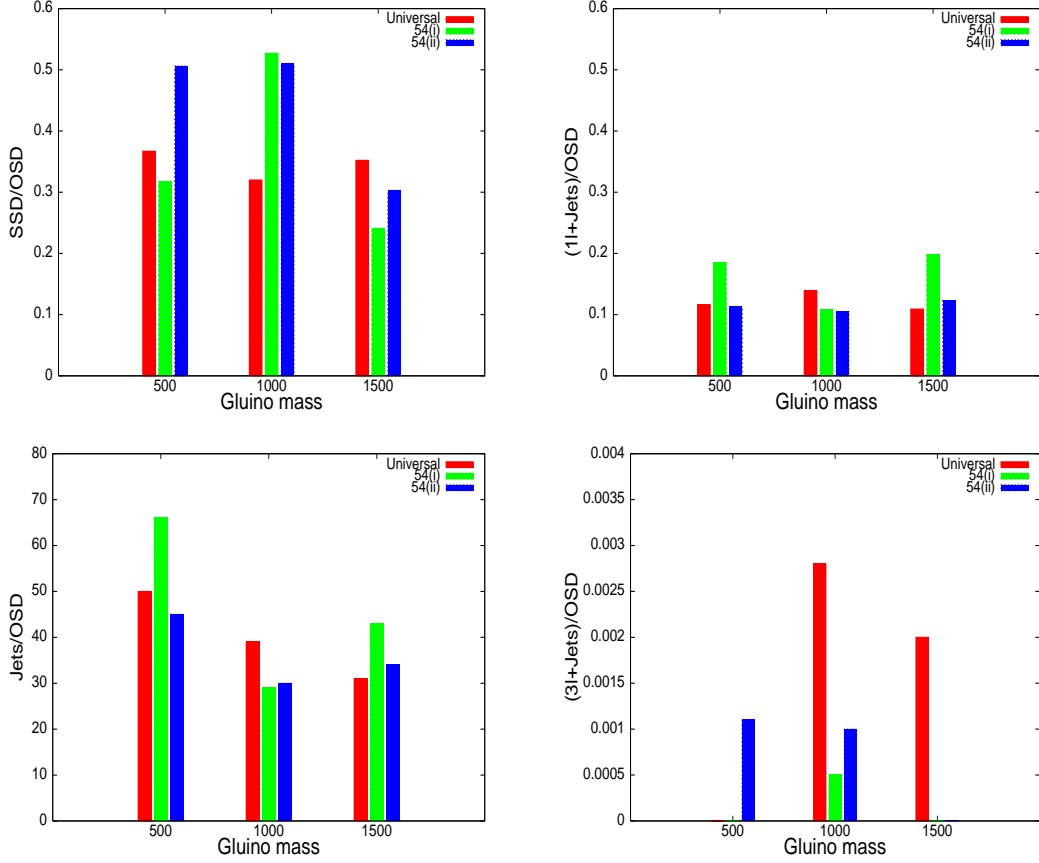 0.6
0.5
0.4
0.3
0.2
0.1
0
SSD/OSD
500
1000
1500
Gluino mass
Universal
54(i)
54(ii)
0.6
0.5
0.4
0.3
0.2
0.1
0
(1l+Jets)/OSD
500
1000
1500
Gluino mass
Universal
54(i)
54(ii)
80
70
60
50
40
30
20
10
0
Jets/OSD
500
1000
1500
Gluino mass
Universal
54(i)
54(ii)
0.004
0.0035
0.003
0.0025
0.002
0.0015
0.001
0.0005
0
(3l+Jets)/OSD
500
1000
1500
Gluino mass
Universal
54(i)
54(ii)